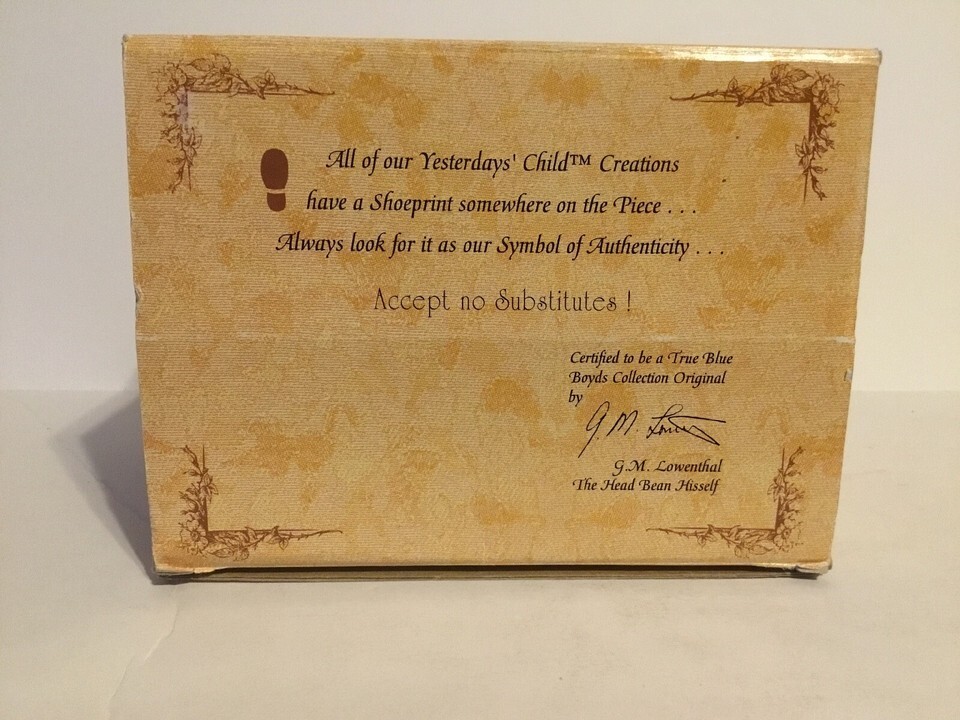 All of our Yesterdays' Child™ Creations
have a Shoeprint somewhere on the Piece . . .
Always look for it as our Symbol of Authenticity . . .
Accept no Substitutes !
Certified to be a True Blue
Boyds Collection Original
by
G.M. Lowenthal
The Head Bean Hisself